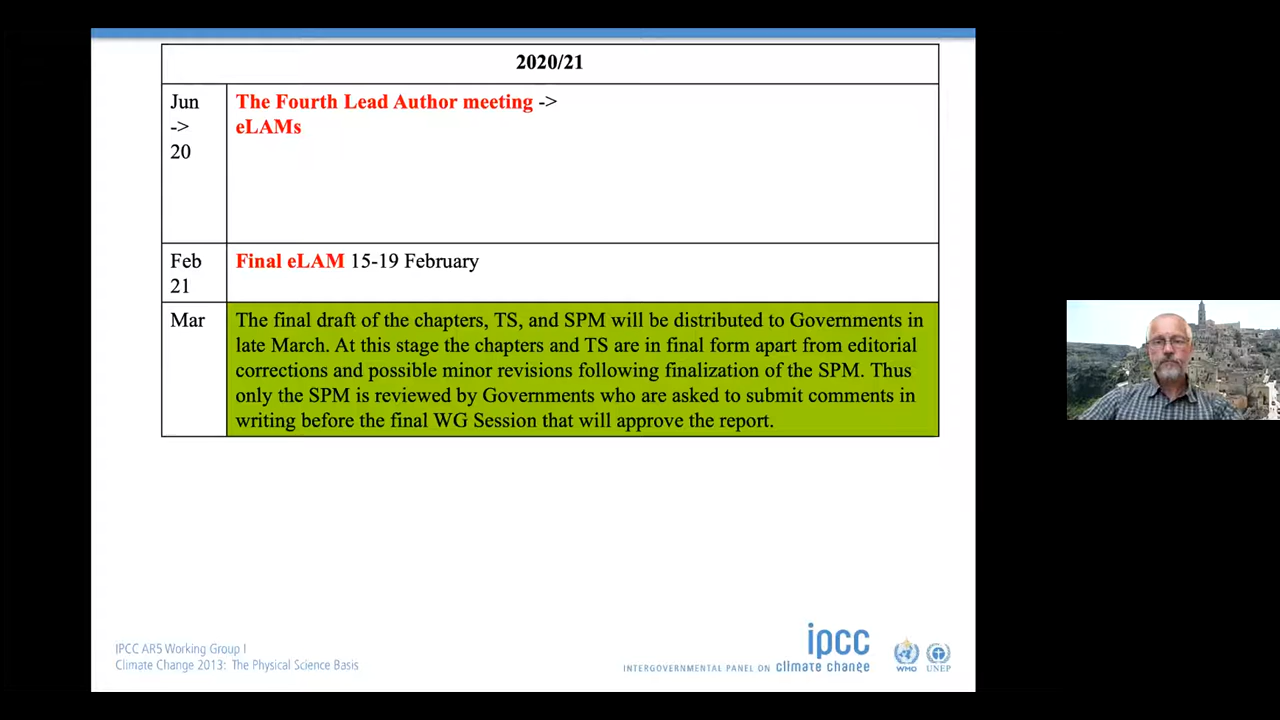 2020/21
Jun
->
20
The Fourth Lead Author meeting ->
eLAMs
Feb
21
Final eLAM 15-19 February
Mar
The final draft of the chapters, TS, and SPM will be distributed to Governments in
late March. At this stage the chapters and TS are in final form apart from editorial
corrections and possible minor revisions following finalization of the SPM. Thus
only the SPM is reviewed by Governments who are asked to submit comments in
writing before the final WG Session that will approve the report.
IPCC AR5 Working Group I
Climate Change 2013: The Physical Science Basis
ipcc
INTERGOVERNMENTAL PANEL ON climate change
WMO
UNEP